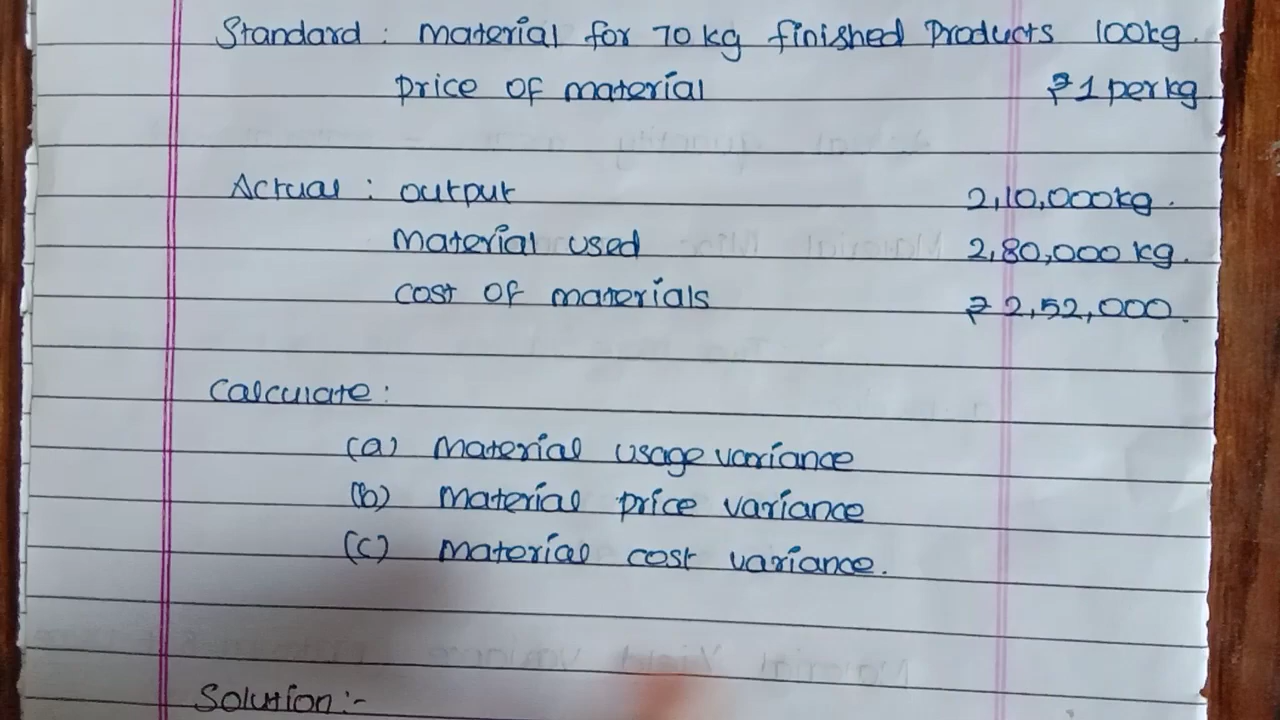 Standard : material for 70 kg finished Products 100kg.
Price of material ₹1 per kg
Actual : output 2,10,000kg.
Material used 2,80,000 kg.
cost of materials ₹ 2,52,000.
Calculate :
(a) Material usage variance
(b) Material price variance
(c) Material cost variance.
Solution :-